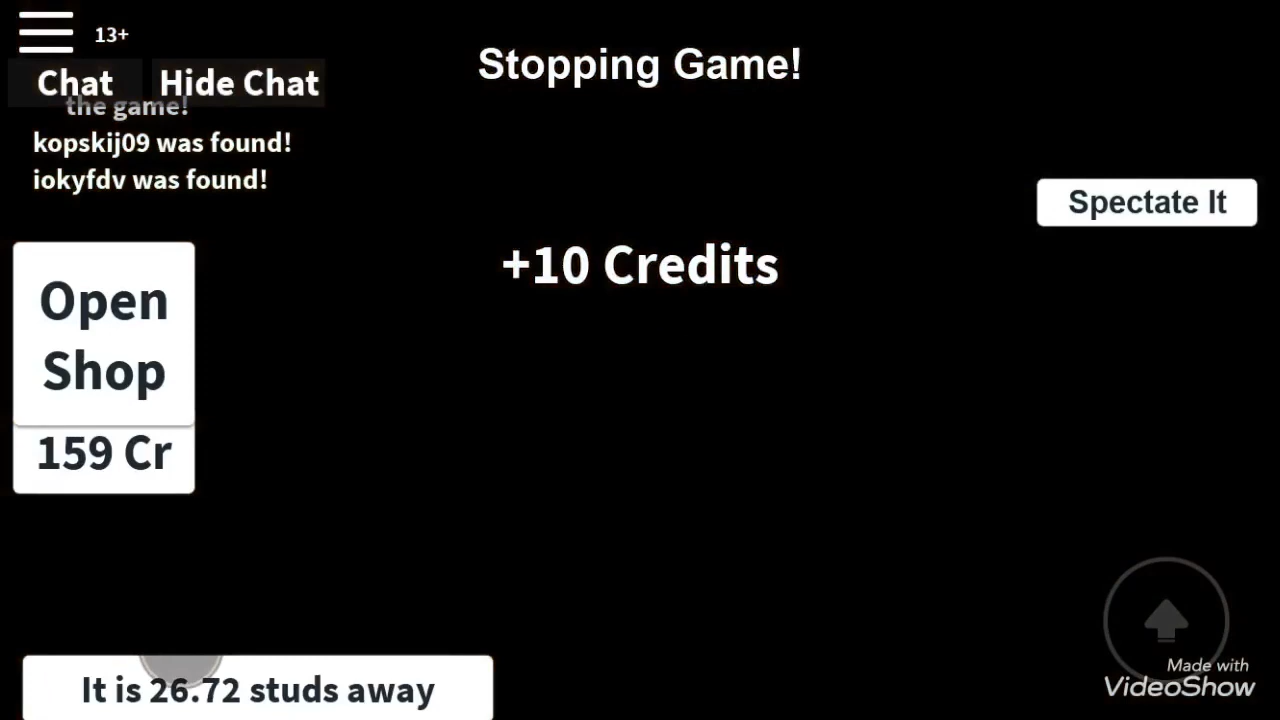 13+
Stopping Game!
Chat
Hide Chat
the game!
kopskij09 was found!
iokyfdv was found!
Spectate It
+10 Credits
Open
Shop
159 Cr
It is 26.72 studs away
Made with
VideoShow